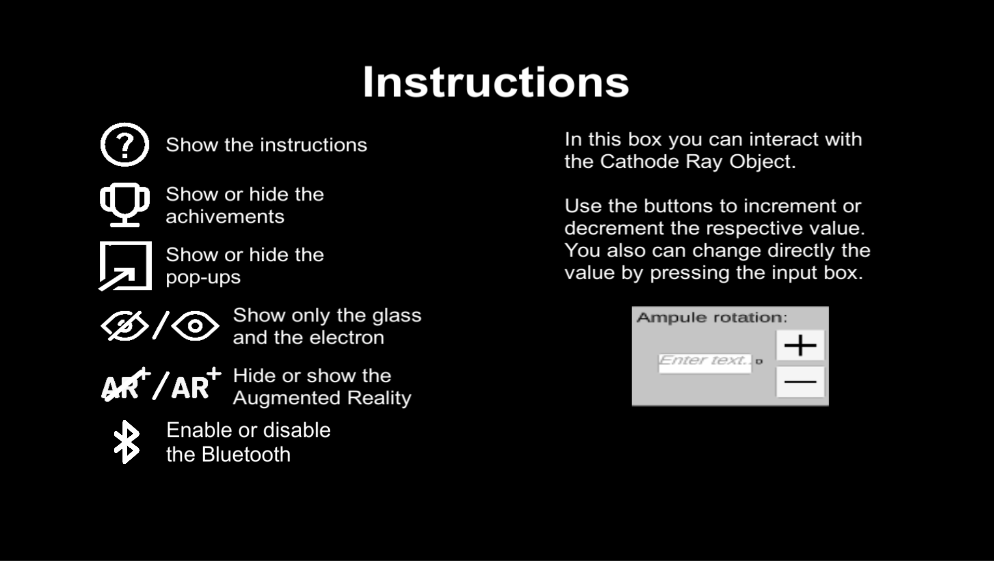 Instructions
Show the instructions
Show or hide the
achivements
Show or hide the
pop-ups
Show only the glass
and the electron
AR+/AR+
Hide or show the
Augmented Reality
Enable or disable
the Bluetooth
In this box you can interact with
the Cathode Ray Object.
Use the buttons to increment or
decrement the respective value.
You also can change directly the
value by pressing the input box.
Ampule rotation:
Enter text... °
+
—